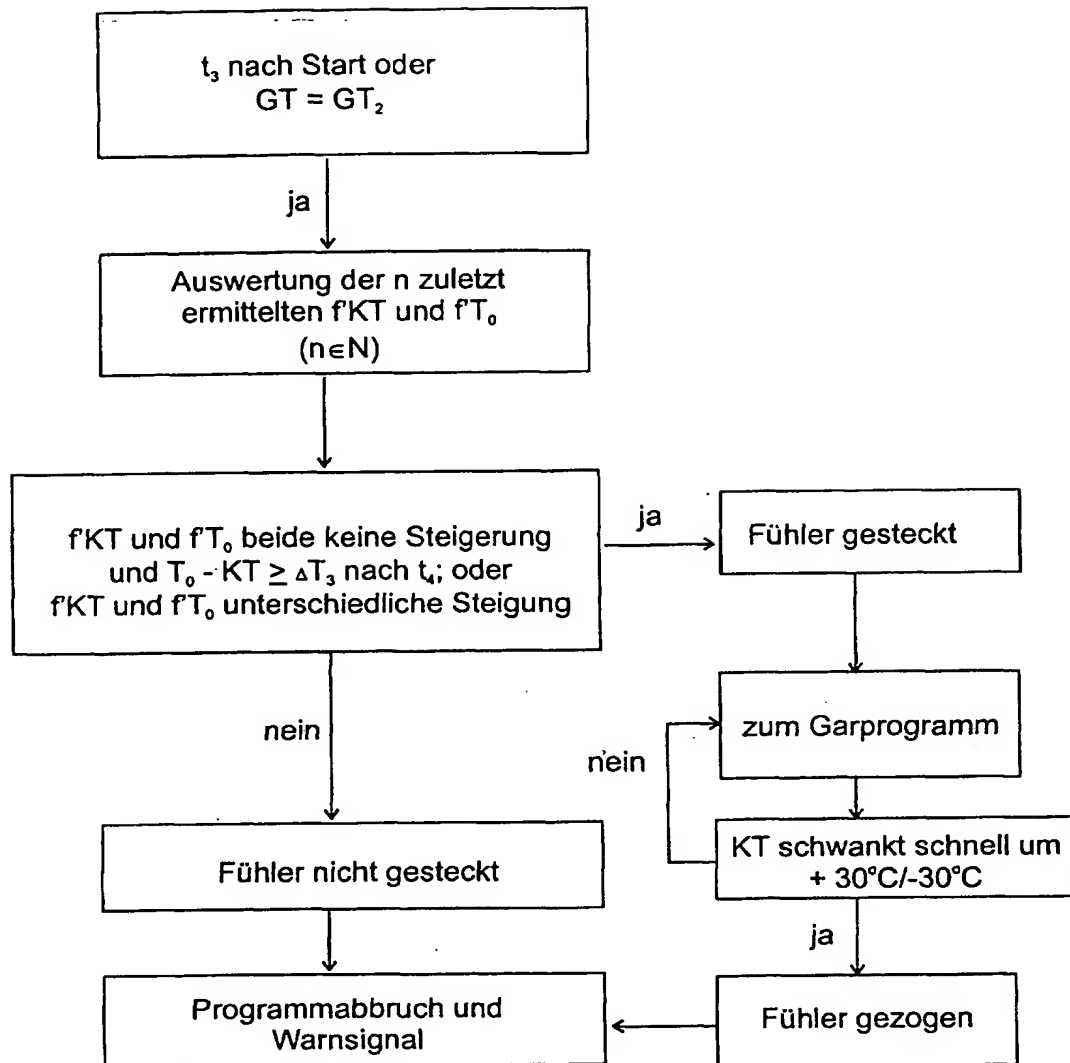 t₃ nach Start oder
GT = GT₂
ja
Auswertung der n zuletzt
ermittelten f'KT und f'T₀
(n∈N)
f'KT und f'T₀ beide keine Steigerung
und T₀ - KT ≥ ΔT₃ nach t₄; oder
f'KT und f'T₀ unterschiedliche Steigung
ja
Fühler gesteckt
zum Garprogramm
nein
nein
KT schwankt schnell um
+ 30°C/-30°C
Fühler nicht gesteckt
ja
Programmabbruch und
Warnsignal
Fühler gezogen